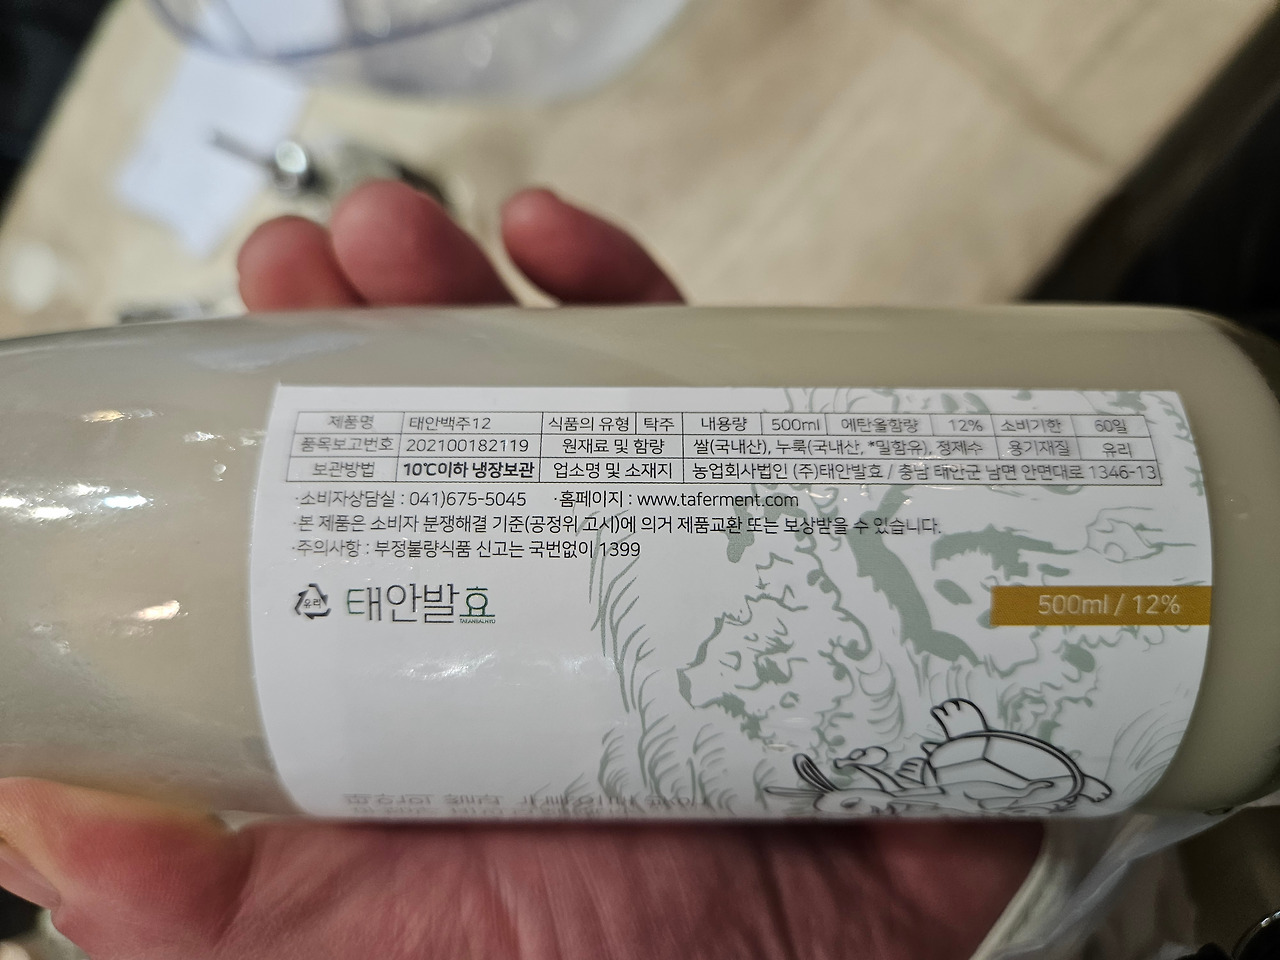 제품명 태안백주12 식품의 유형 탁주 내용량 500ml 에탄올함량 12% 소비기한 60일
품목보고번호 202100182119 원재료 및 함량 쌀(국내산), 누룩(국내산, *밀함유), 정제수 용기재질 유리
보관방법 10℃이하 냉장보관 업소명 및 소재지 농업회사법인 (주)태안발효 / 충남 태안군 남면 안면대로 1346-13
·소비자상담실 : 041)675-5045 ·홈페이지 : www.taferment.com
·본 제품은 소비자 분쟁해결 기준(공정위 고시)에 의거 제품교환 또는 보상받을 수 있습니다.
·주의사항 : 부정불량식품 신고는 국번없이 1399
유리 태안발효
TAEANBALHYO
500ml / 12%